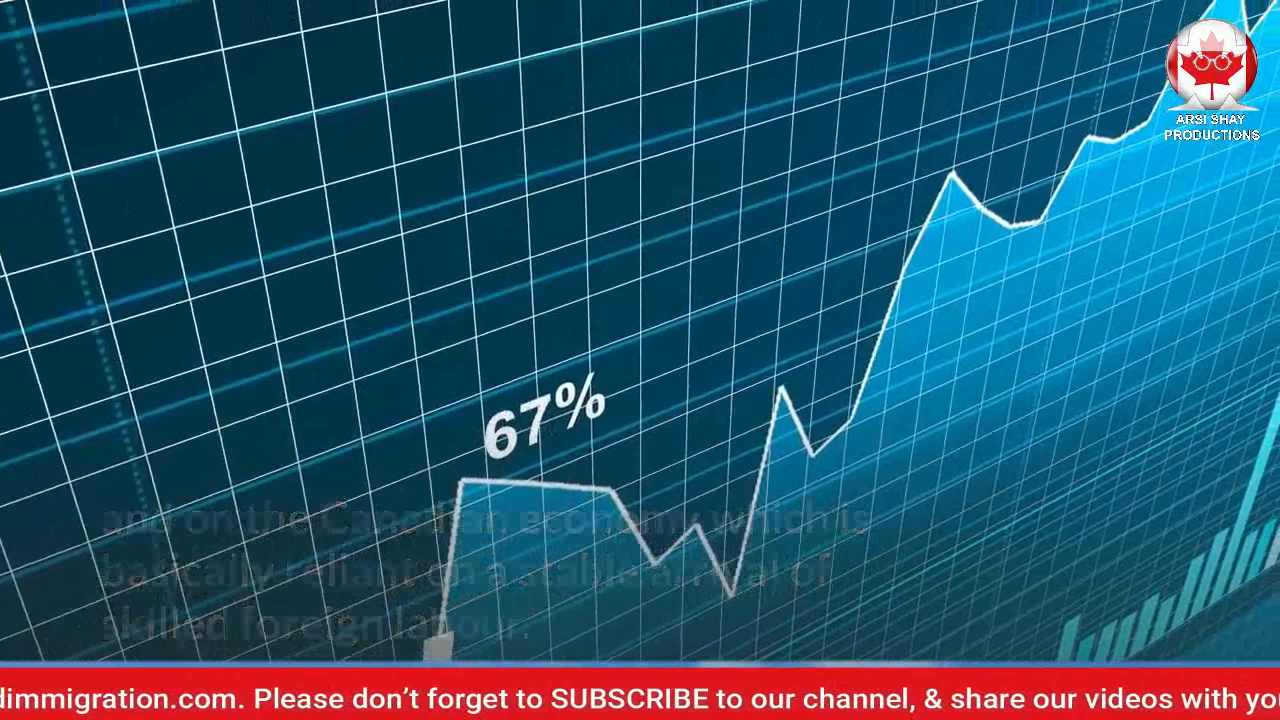 ARSI SHAY
PRODUCTIONS
67%
and on the Canadian economy which is
basically reliant on a stable arrival of
skilled foreign labour.
dimmigration.com. Please don’t forget to SUBSCRIBE to our channel, & share our videos with yo